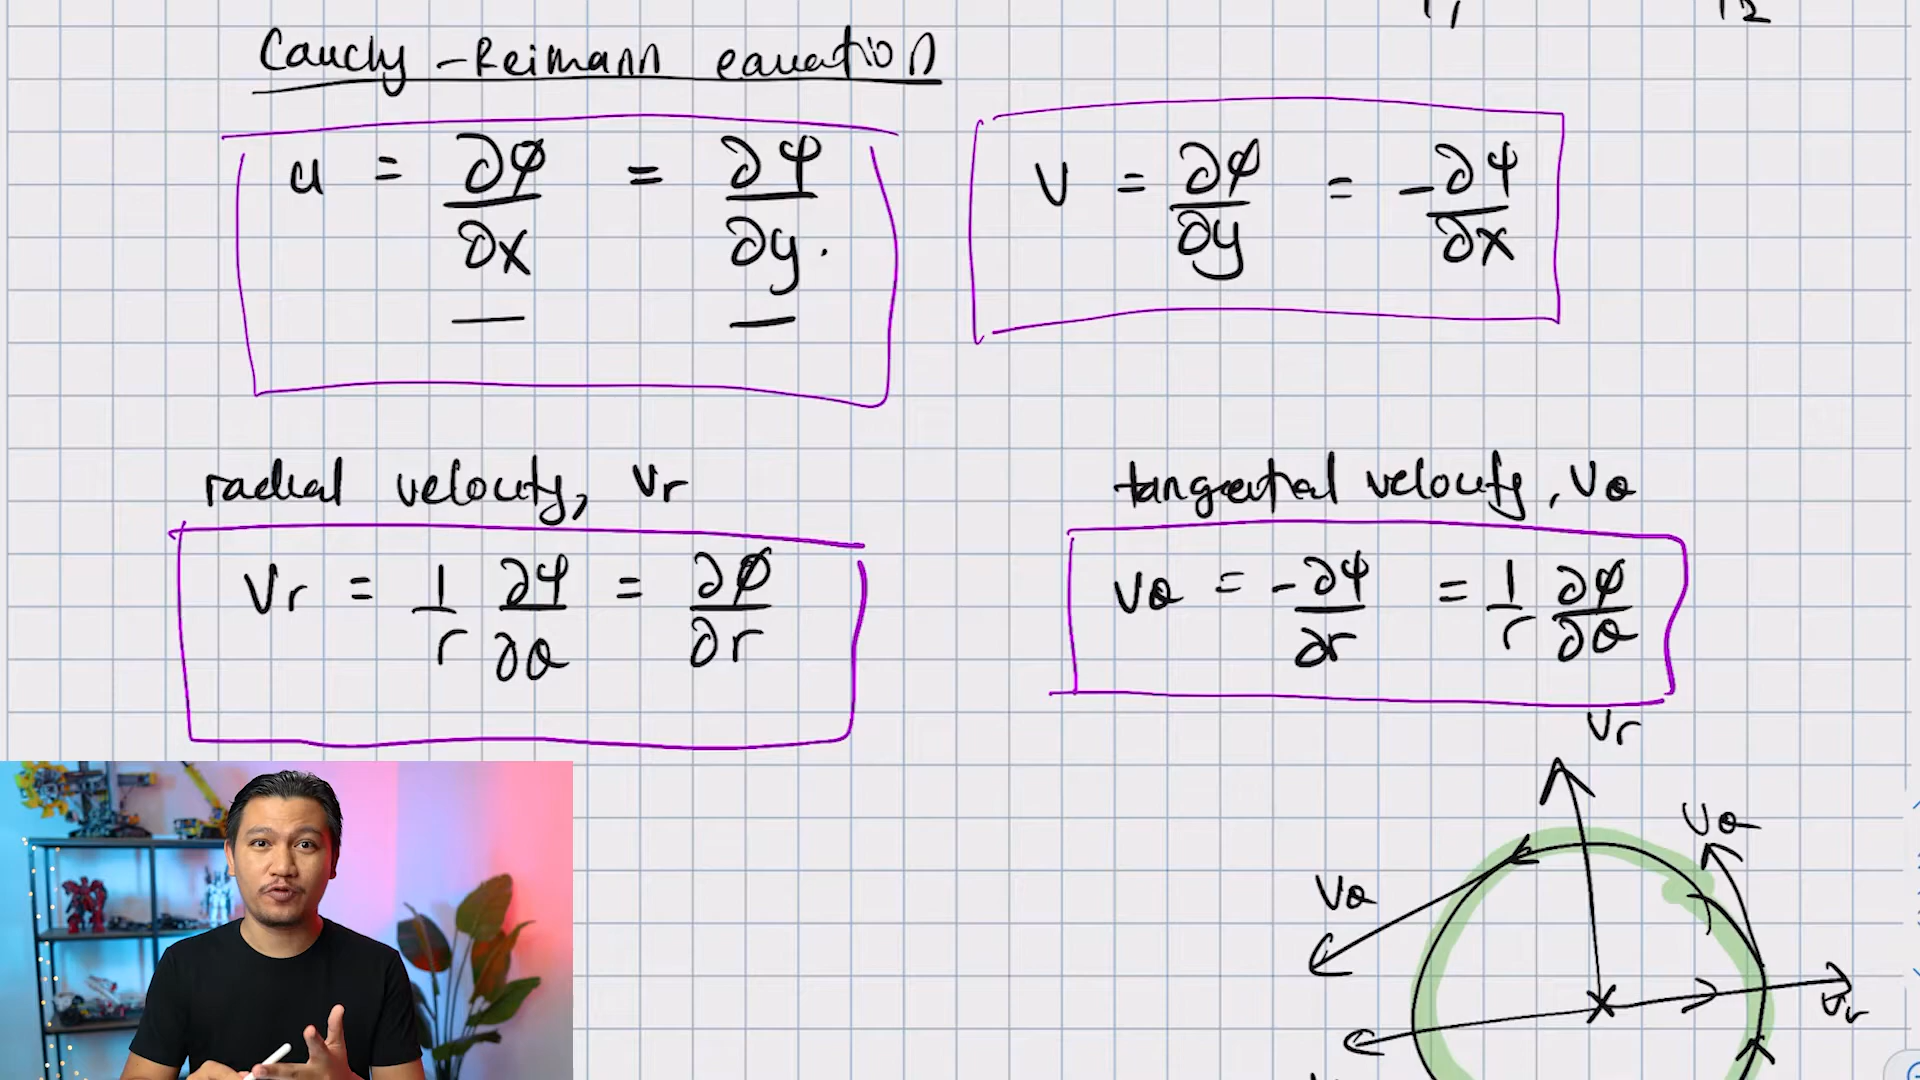 Cauchy - Reimann equation
u = ∂φ/∂x = ∂ψ/∂y.
V = ∂φ/∂y = -∂ψ/∂x
radial velocity, Vr
tangential velocity, Vθ
Vr = 1/r ∂ψ/∂θ = ∂φ/∂r
Vθ = -∂ψ/∂r = 1/r ∂φ/∂θ
Vr
Vθ
Vθ
Vr